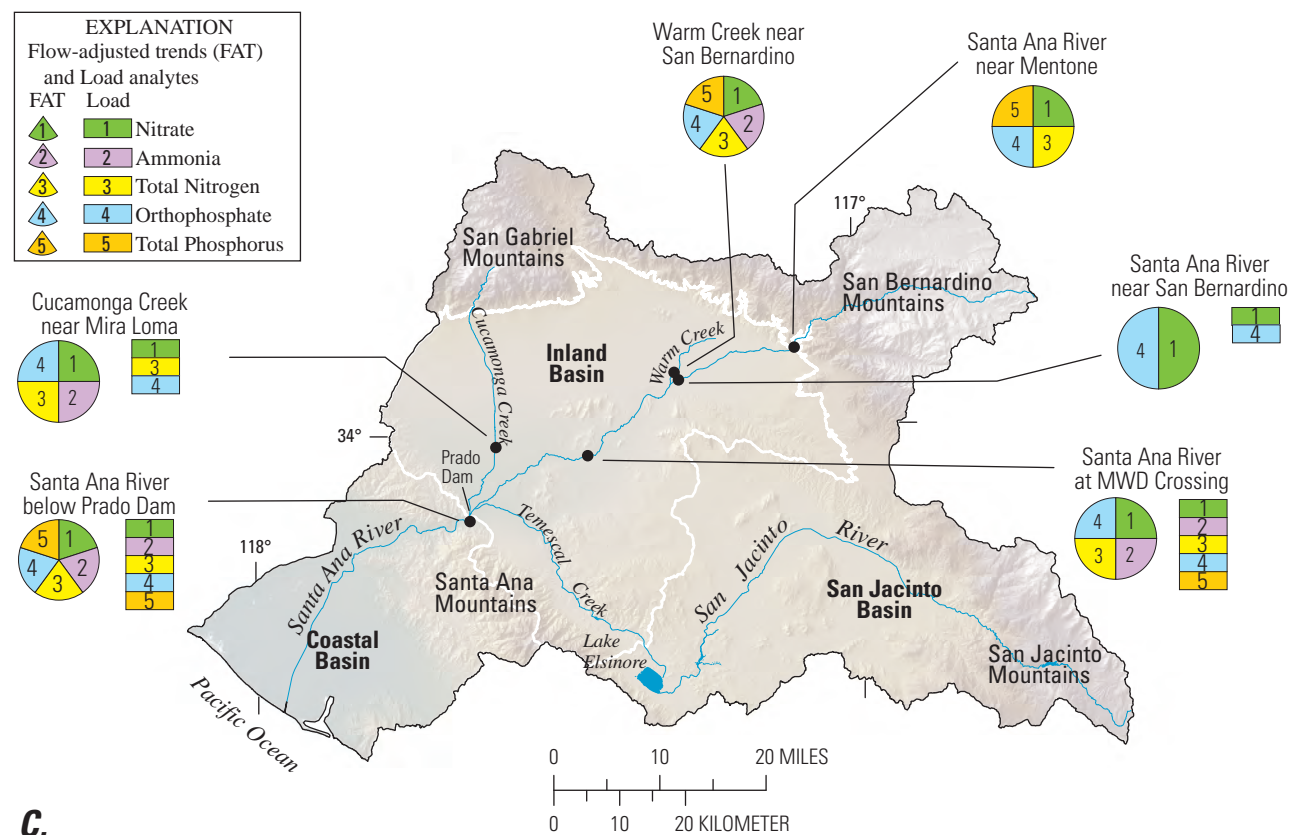 EXPLANATION
Flow-adjusted trends (FAT)
and Load analytes
FAT Load
1 1 Nitrate
2 2 Ammonia
3 3 Total Nitrogen
4 4 Orthophosphate
5 5 Total Phosphorus
Warm Creek near
San Bernardino
5 1
4 2
3
Santa Ana River
near Mentone
5 1
4 3
117°
San Gabriel
Mountains
San Bernardino
Mountains
Santa Ana River
near San Bernardino
4 1
1
4
Cucamonga Creek
near Mira Loma
4 1
3 2
1
3
4
Cucamonga Creek
Inland
Basin
Warm Creek
34°
Prado
Dam
Santa Ana River
at MWD Crossing
4 1
3 2
1
2
3
4
5
Santa Ana River
below Prado Dam
5 1
4 2
3
1
2
3
4
5
118°
Santa Ana River
Temescal
Creek
San Jacinto
River
Santa Ana
Mountains
San Jacinto
Basin
Coastal
Basin
Lake
Elsinore
San Jacinto
Mountains
Pacific Ocean
0 10 20 MILES
0 10 20 KILOMETER
C.